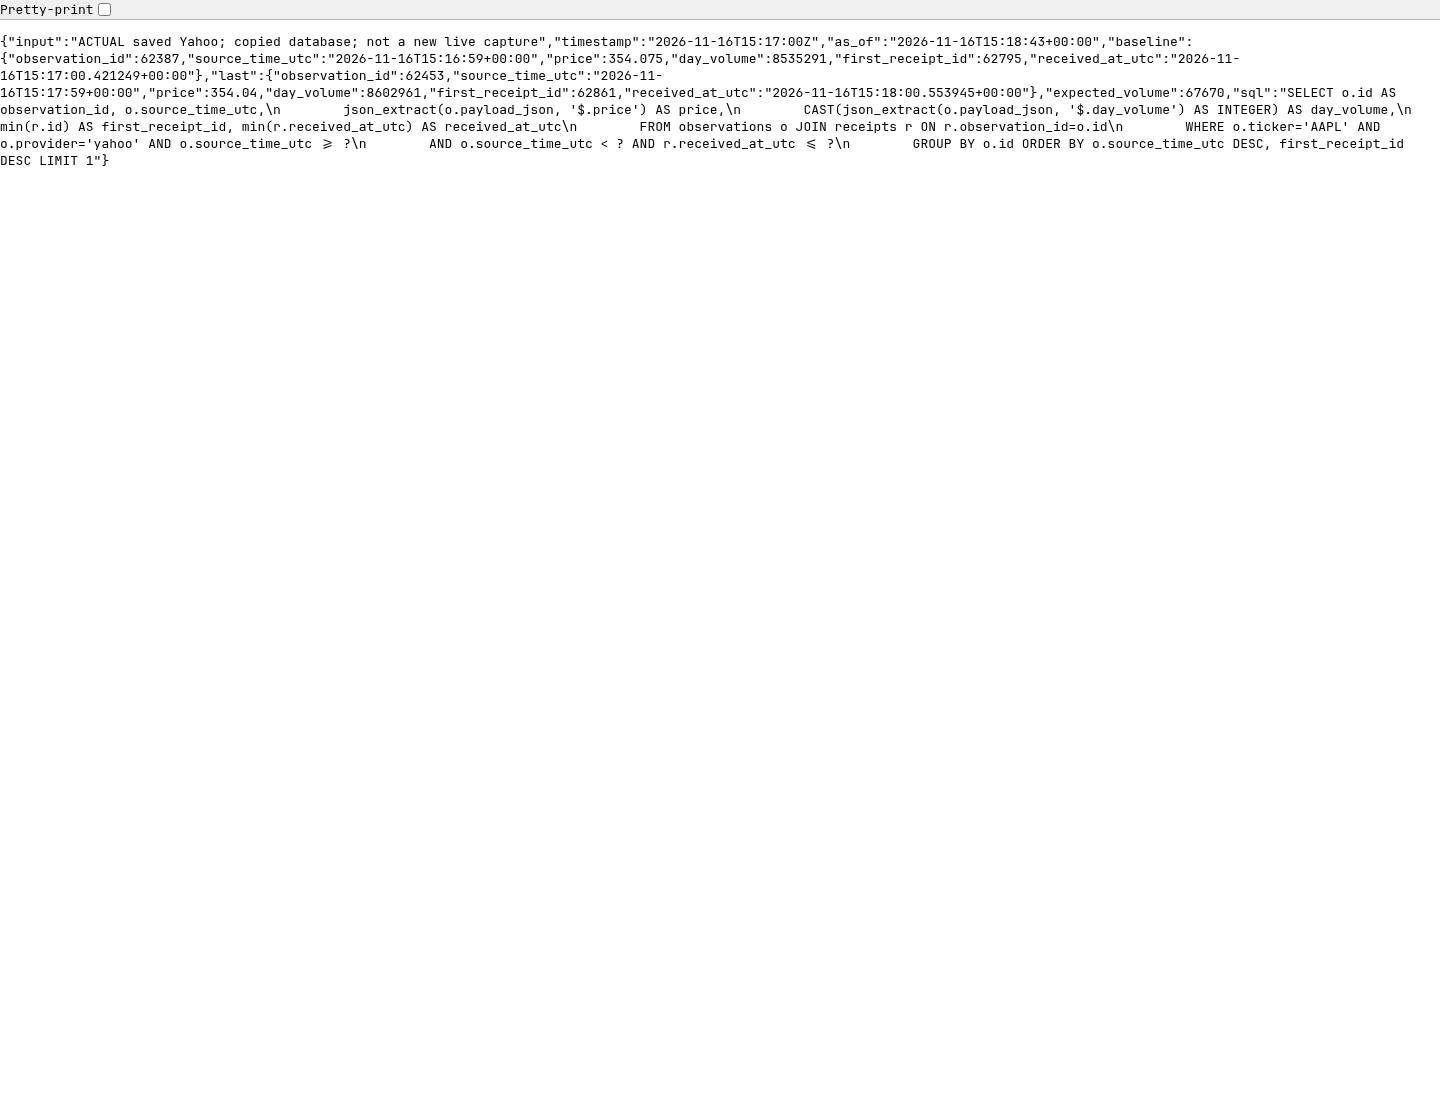 Pretty-print
{"input":"ACTUAL saved Yahoo; copied database; not a new live capture","timestamp":"2026-11-16T15:17:00Z","as_of":"2026-11-16T15:18:43+00:00","baseline":
{"observation_id":62387,"source_time_utc":"2026-11-16T15:16:59+00:00","price":354.075,"day_volume":8535291,"first_receipt_id":62795,"received_at_utc":"2026-11-
16T15:17:00.421249+00:00"},"last":{"observation_id":62453,"source_time_utc":"2026-11-
16T15:17:59+00:00","price":354.04,"day_volume":8602961,"first_receipt_id":62861,"received_at_utc":"2026-11-16T15:18:00.553945+00:00"},"expected_volume":67670,"sql":"SELECT o.id AS
observation_id, o.source_time_utc,\n        json_extract(o.payload_json, '$.price') AS price,\n        CAST(json_extract(o.payload_json, '$.day_volume') AS INTEGER) AS day_volume,\n
min(r.id) AS first_receipt_id, min(r.received_at_utc) AS received_at_utc\n        FROM observations o JOIN receipts r ON r.observation_id=o.id\n        WHERE o.ticker='AAPL' AND
o.provider='yahoo' AND o.source_time_utc >= ?\n        AND o.source_time_utc < ? AND r.received_at_utc <= ?\n        GROUP BY o.id ORDER BY o.source_time_utc DESC, first_receipt_id
DESC LIMIT 1"}